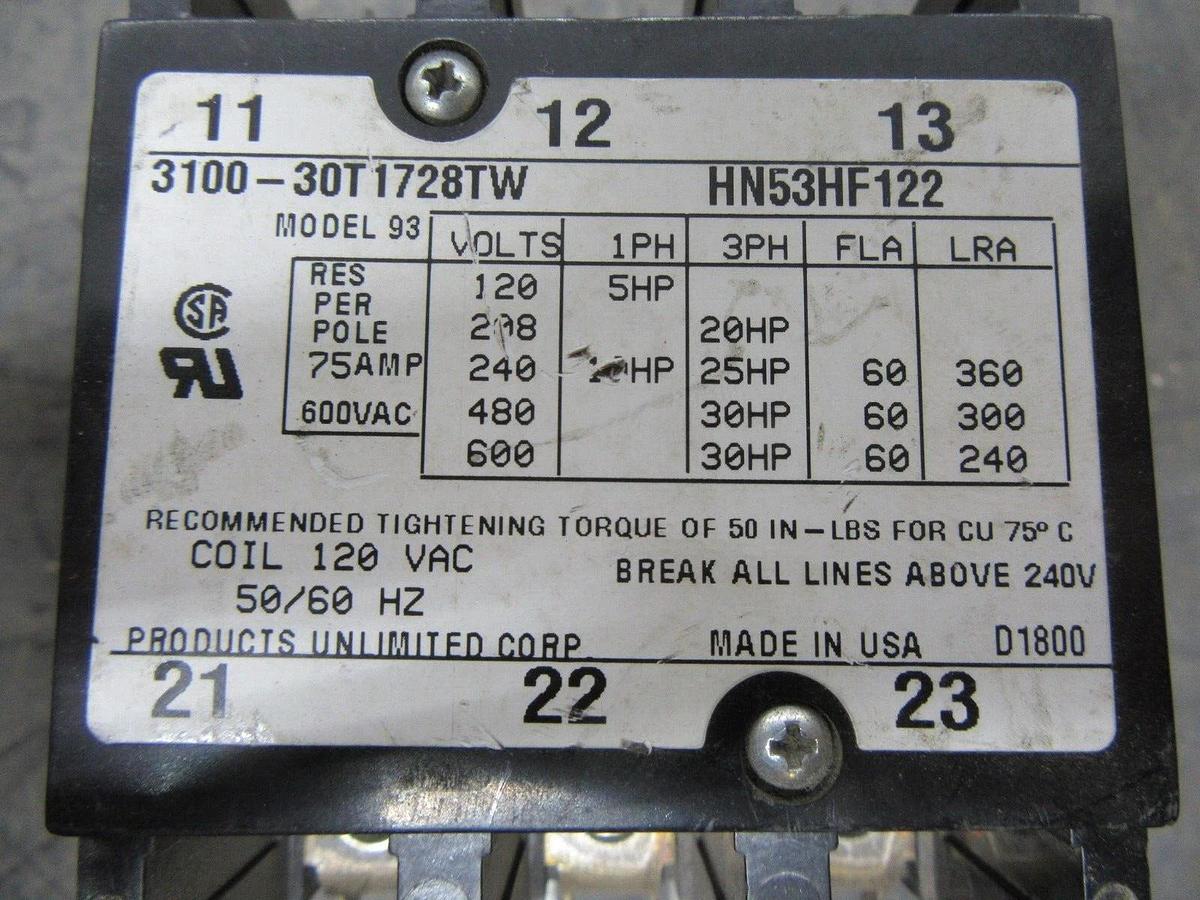 11 12 13
3100-30T1728TW HN53HF122
MODEL 93 VOLTS 1PH 3PH FLA LRA
RES 120 5HP
PER
POLE 208 20HP
75AMP 240 HP 25HP 60 360
600VAC 480 30HP 60 300
600 30HP 60 240
RECOMMENDED TIGHTENING TORQUE OF 50 IN-LBS FOR CU 75º C
COIL 120 VAC BREAK ALL LINES ABOVE 240V
50/60 HZ
PRODUCTS UNLIMITED CORP. MADE IN USA D1800
21 22 23